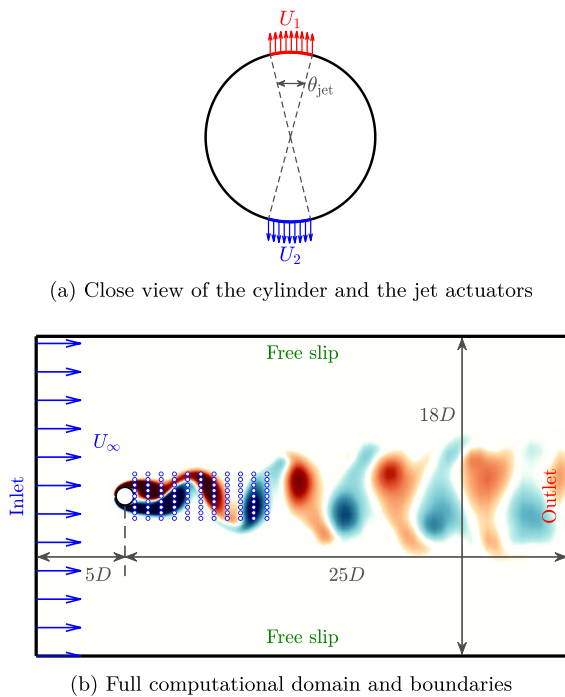 U₁
θjet
U₂
(a) Close view of the cylinder and the jet actuators
Free slip
18D
U∞
Inlet
Outlet
5D
25D
Free slip
(b) Full computational domain and boundaries